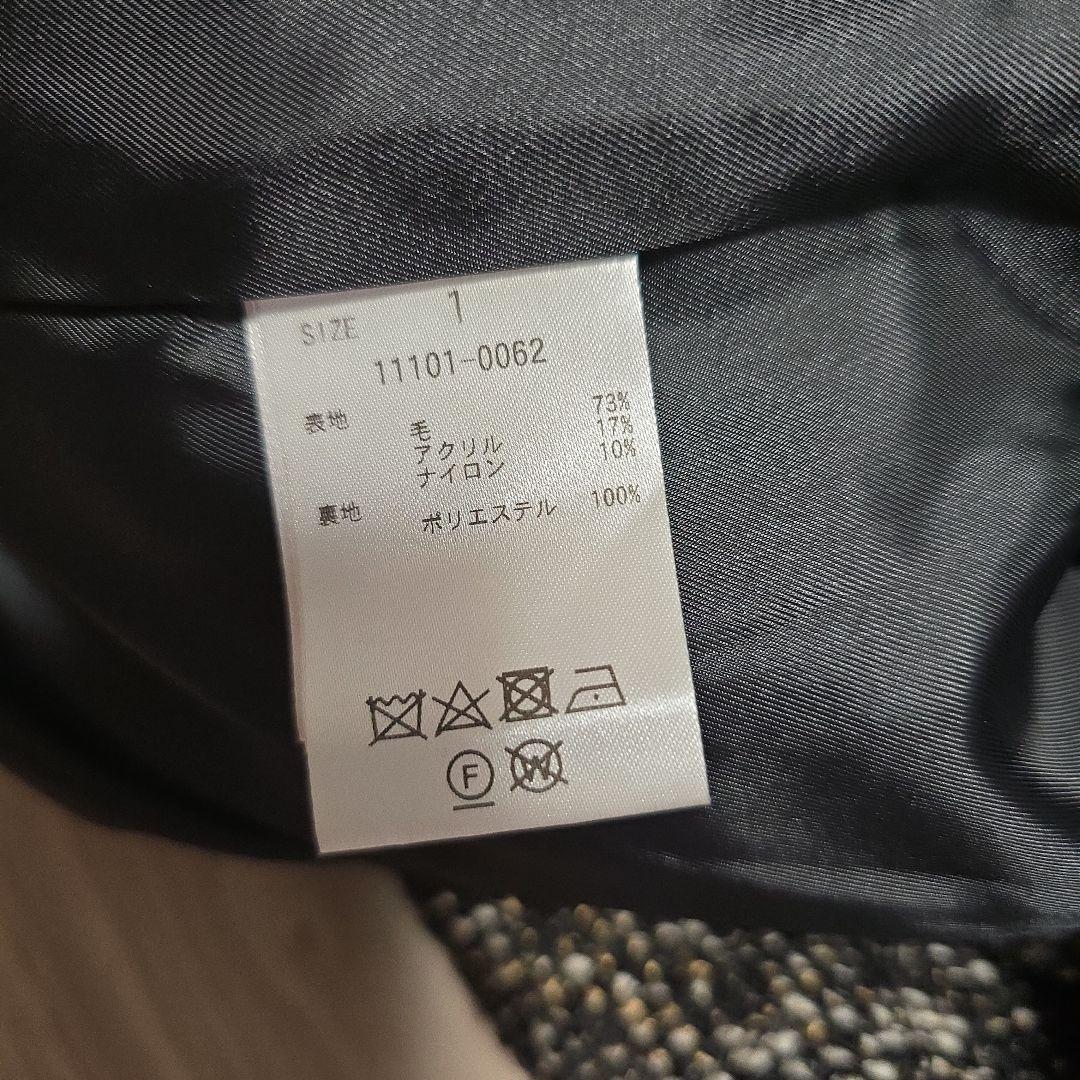 SIZE 1
11101-0062
表地 毛 73%
アクリル 17%
ナイロン 10%
裏地 ポリエステル 100%
F W